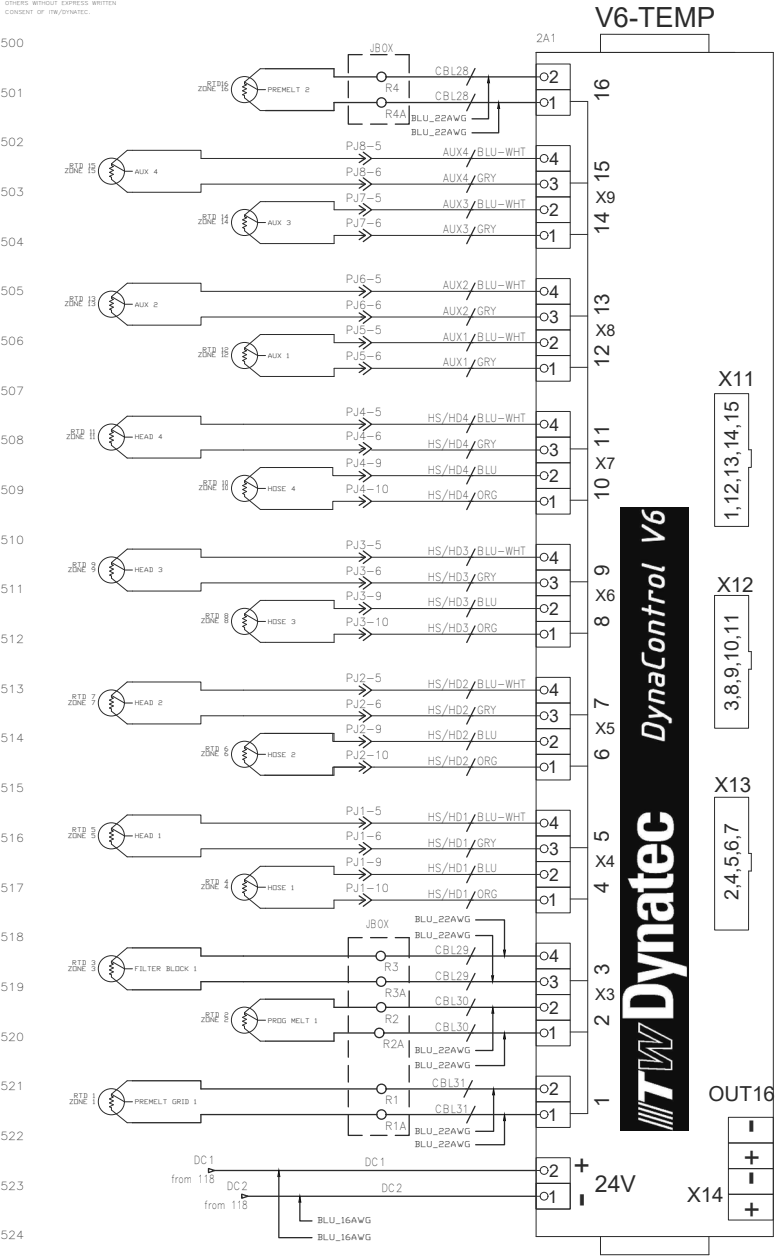 OTHERS WITHOUT EXPRESS WRITTEN
CONSENT OF ITW/DYNATEC.
V6-TEMP
2A1
500
JBOX
RTD16
ZONE 16
PREMELT 2
R4
CBL28
2
16
501
R4A
CBL28
1
BLU_22AWG
BLU_22AWG
502
RTD 15
ZONE 15
AUX 4
PJ8-5
AUX4
BLU-WHT
4
15
PJ8-6
AUX4
GRY
3
503
X9
RTD 14
ZONE 14
AUX 3
PJ7-5
AUX3
BLU-WHT
2
14
PJ7-6
AUX3
GRY
1
504
505
RTD 13
ZONE 13
AUX 2
PJ6-5
AUX2
BLU-WHT
4
13
PJ6-6
AUX2
GRY
3
506
X8
RTD 12
ZONE 12
AUX 1
PJ5-5
AUX1
BLU-WHT
2
12
PJ5-6
AUX1
GRY
1
507
X11
1,12,13,14,15
508
RTD 11
ZONE 11
HEAD 4
PJ4-5
HS/HD4
BLU-WHT
4
11
PJ4-6
HS/HD4
GRY
3
X7
509
RTD 10
ZONE 10
HOSE 4
PJ4-9
HS/HD4
BLU
2
10
PJ4-10
HS/HD4
ORG
1
510
511
RTD 9
ZONE 9
HEAD 3
PJ3-5
HS/HD3
BLU-WHT
4
9
PJ3-6
HS/HD3
GRY
3
X6
X12
3,8,9,10,11
512
RTD 8
ZONE 8
HOSE 3
PJ3-9
HS/HD3
BLU
2
8
PJ3-10
HS/HD3
ORG
1
513
RTD 7
ZONE 7
HEAD 2
PJ2-5
HS/HD2
BLU-WHT
4
7
PJ2-6
HS/HD2
GRY
3
X5
514
RTD 6
ZONE 6
HOSE 2
PJ2-9
HS/HD2
BLU
2
6
PJ2-10
HS/HD2
ORG
1
515
X13
2,4,5,6,7
516
RTD 5
ZONE 5
HEAD 1
PJ1-5
HS/HD1
BLU-WHT
4
5
PJ1-6
HS/HD1
GRY
3
X4
517
RTD 4
ZONE 4
HOSE 1
PJ1-9
HS/HD1
BLU
2
4
PJ1-10
HS/HD1
ORG
1
ITW Dynatec DynaControl V6
518
JBOX
BLU_22AWG
BLU_22AWG
RTD 3
ZONE 3
FILTER BLOCK 1
R3
CBL29
4
3
519
R3A
CBL29
3
X3
RTD 2
ZONE 2
PROG MELT 1
R2
CBL30
2
2
520
R2A
CBL30
1
BLU_22AWG
BLU_22AWG
521
RTD 1
ZONE 1
PREMELT GRID 1
R1
CBL31
2
1
R1A
CBL31
1
BLU_22AWG
BLU_22AWG
522
OUT16
X14
-
+
-
+
523
DC1
from 118
DC1
2
+
24V
DC2
from 118
DC2
1
-
BLU_16AWG
BLU_16AWG
524